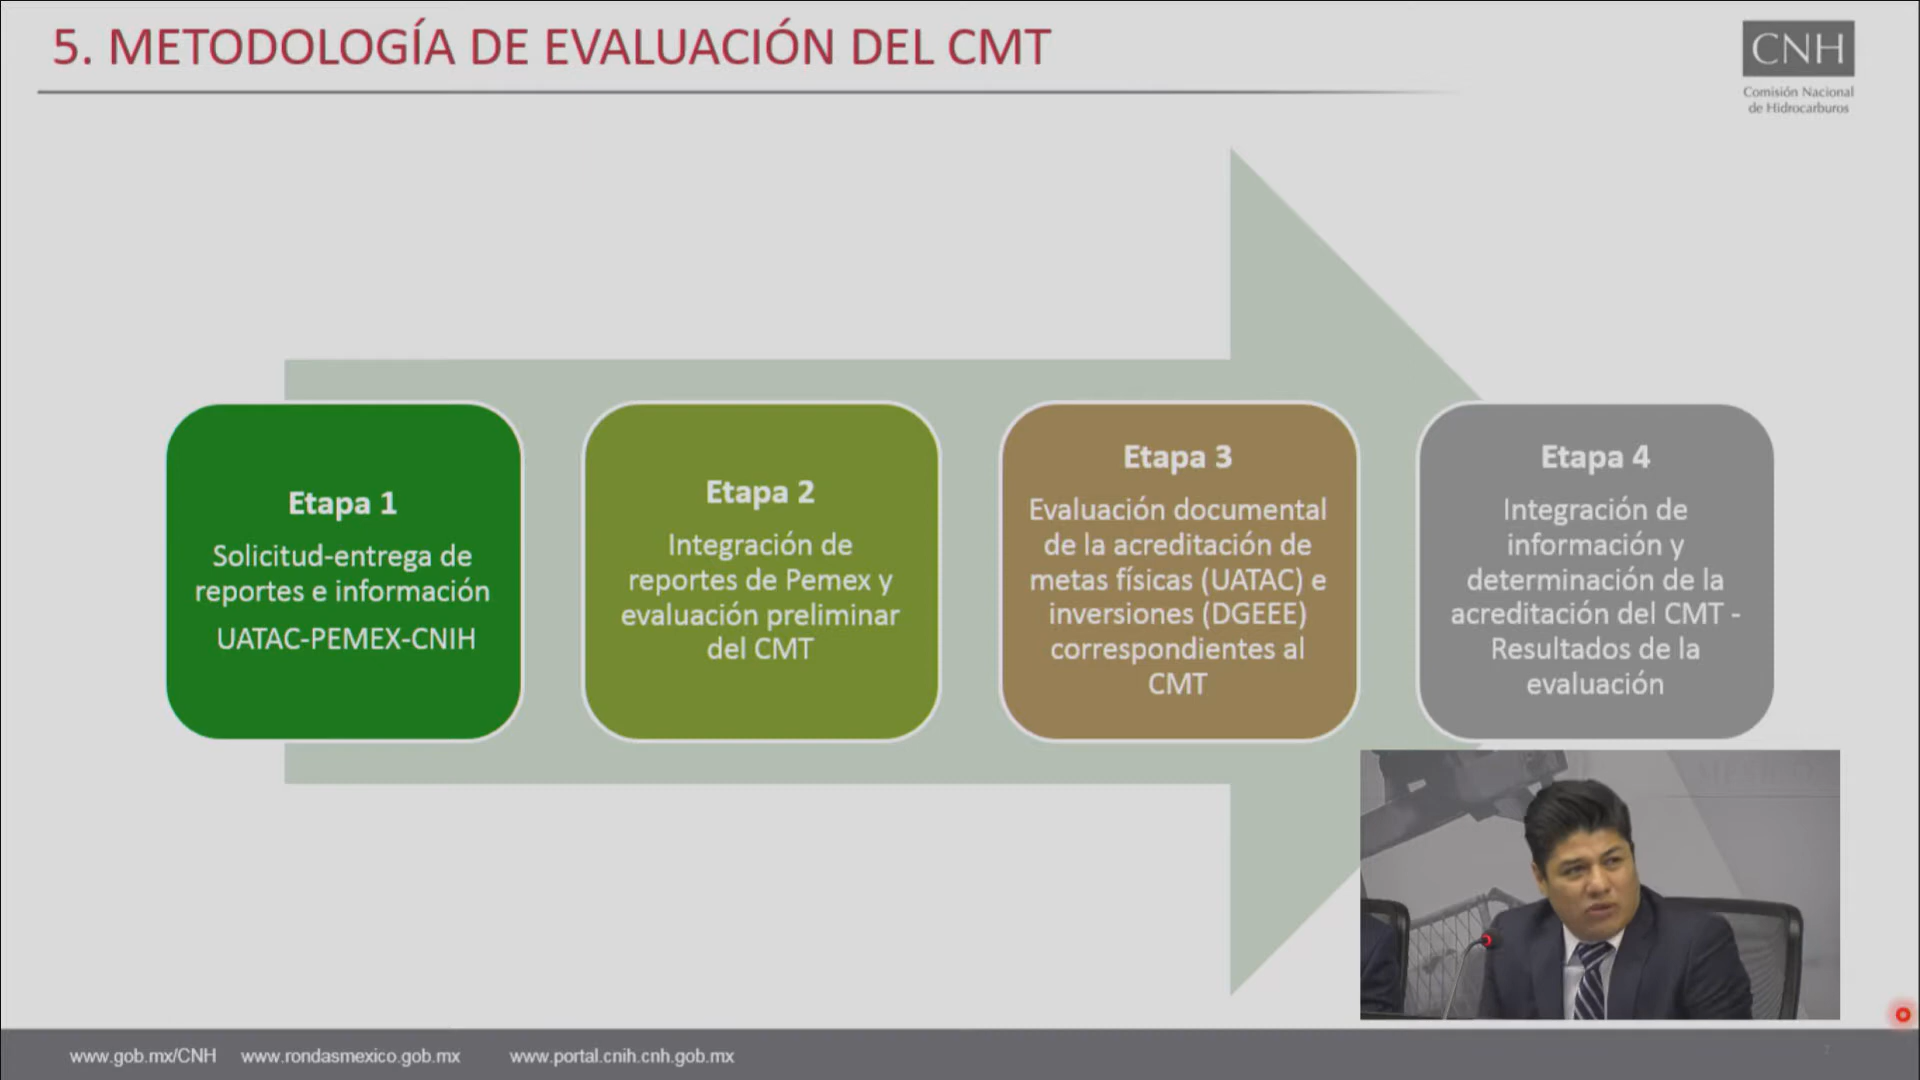 5. METODOLOGÍA DE EVALUACIÓN DEL CMT
CNH
Comisión Nacional
de Hidrocarburos
Etapa 1
Solicitud-entrega de
reportes e información
UATAC-PEMEX-CNIH
Etapa 2
Integración de
reportes de Pemex y
evaluación preliminar
del CMT
Etapa 3
Evaluación documental
de la acreditación de
metas físicas (UATAC) e
inversiones (DGEEE)
correspondientes al
CMT
Etapa 4
Integración de
información y
determinación de la
acreditación del CMT -
Resultados de la
evaluación
www.gob.mx/CNH
www.rondasmexico.gob.mx
www.portal.cnih.cnh.gob.mx
7